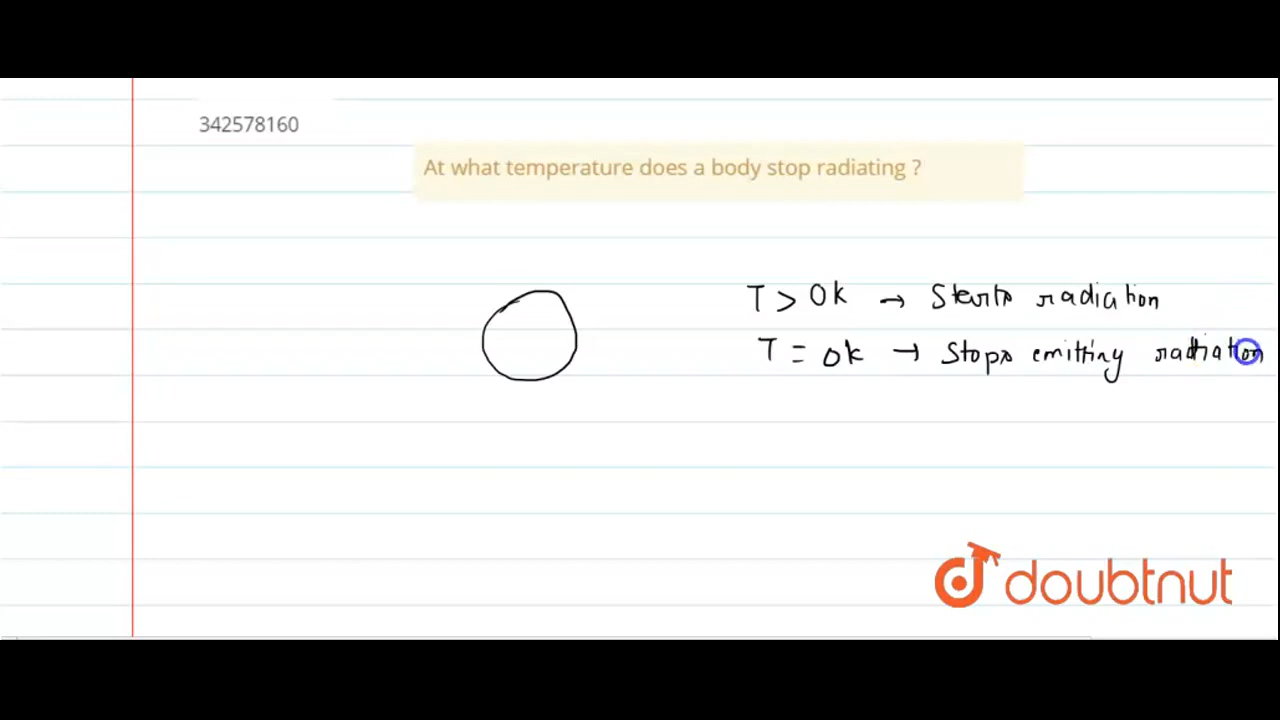 342578160
At what temperature does a body stop radiating ?
T > 0k → Starts radiation
T = 0k → Stops emitting radiation
doubtnut